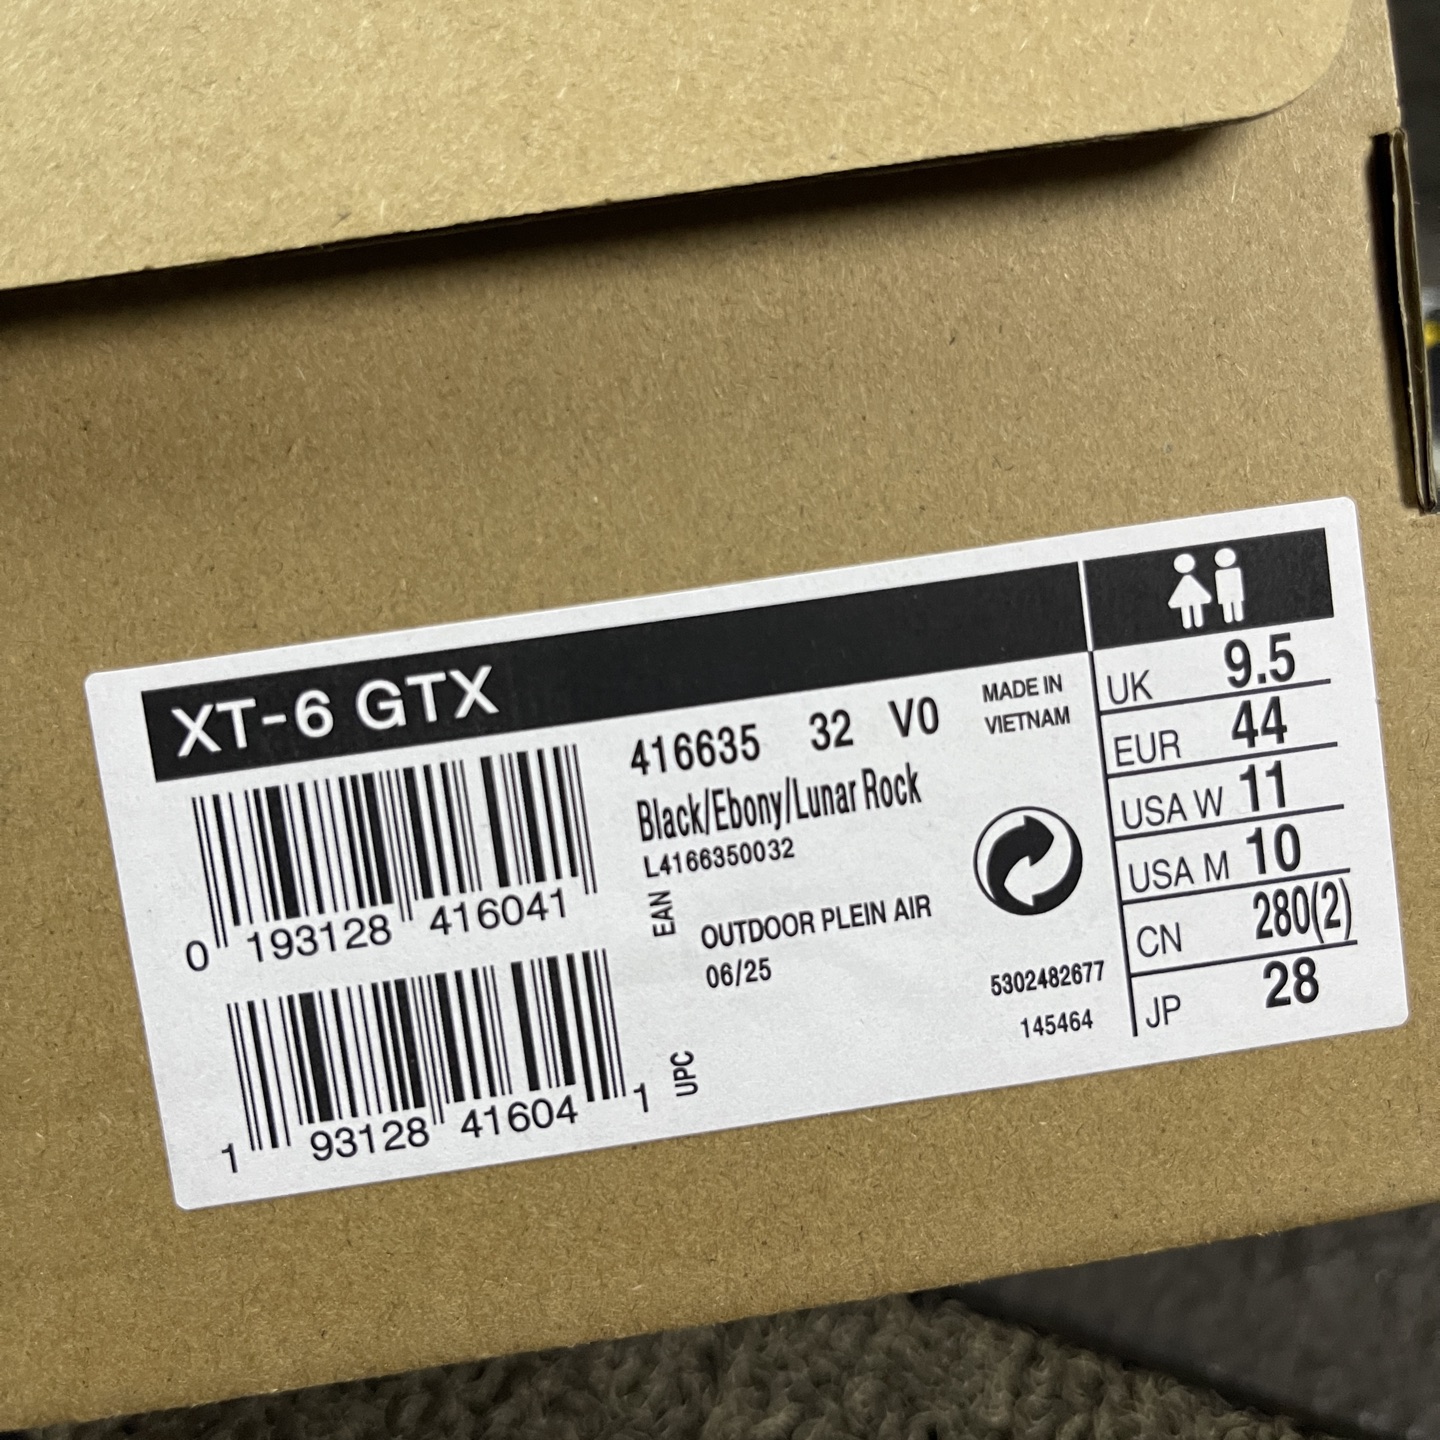 XT-6 GTX
416635 32 V0
MADE IN
VIETNAM
Black/Ebony/Lunar Rock
L4166350032
0 193128 416041
EAN
OUTDOOR PLEIN AIR
06/25
5302482677
145464
1 93128 41604 1
UPC
UK 9.5
EUR 44
USA W 11
USA M 10
CN 280(2)
JP 28